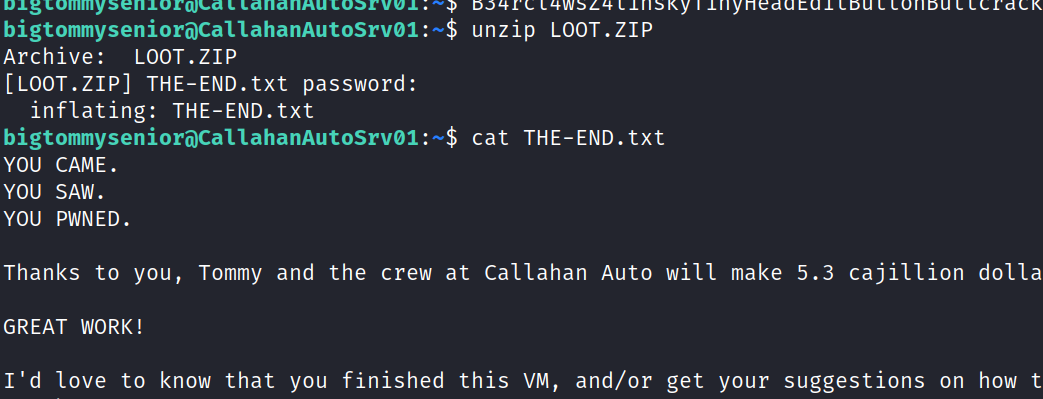 bigtommysenior@CallahanAutoSrv01:~$ B34rcl4wsZ4l1nskyTinyHeadEditButtonButtcrack
bigtommysenior@CallahanAutoSrv01:~$ unzip LOOT.ZIP
Archive:  LOOT.ZIP
[LOOT.ZIP] THE-END.txt password:
  inflating: THE-END.txt
bigtommysenior@CallahanAutoSrv01:~$ cat THE-END.txt
YOU CAME.
YOU SAW.
YOU PWNED.
Thanks to you, Tommy and the crew at Callahan Auto will make 5.3 cajillion dolla
GREAT WORK!
I'd love to know that you finished this VM, and/or get your suggestions on how t